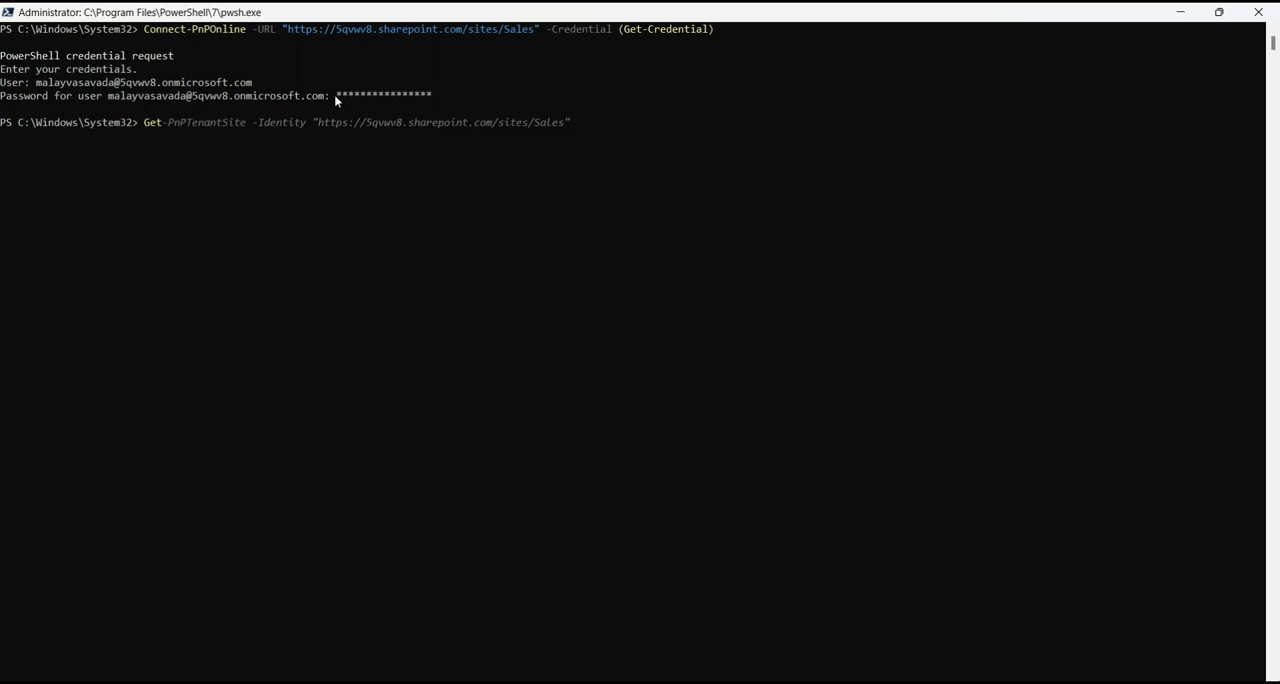 Administrator: C:\Program Files\PowerShell\7\pwsh.exe
PS C:\Windows\System32> Connect-PnPOnline -URL "https://5qvwv8.sharepoint.com/sites/Sales" -Credential (Get-Credential)
PowerShell credential request
Enter your credentials.
User: malayvasavada@5qvwv8.onmicrosoft.com
Password for user malayvasavada@5qvwv8.onmicrosoft.com: ****************
PS C:\Windows\System32> Get-PnPTenantSite -Identity "https://5qvwv8.sharepoint.com/sites/Sales"